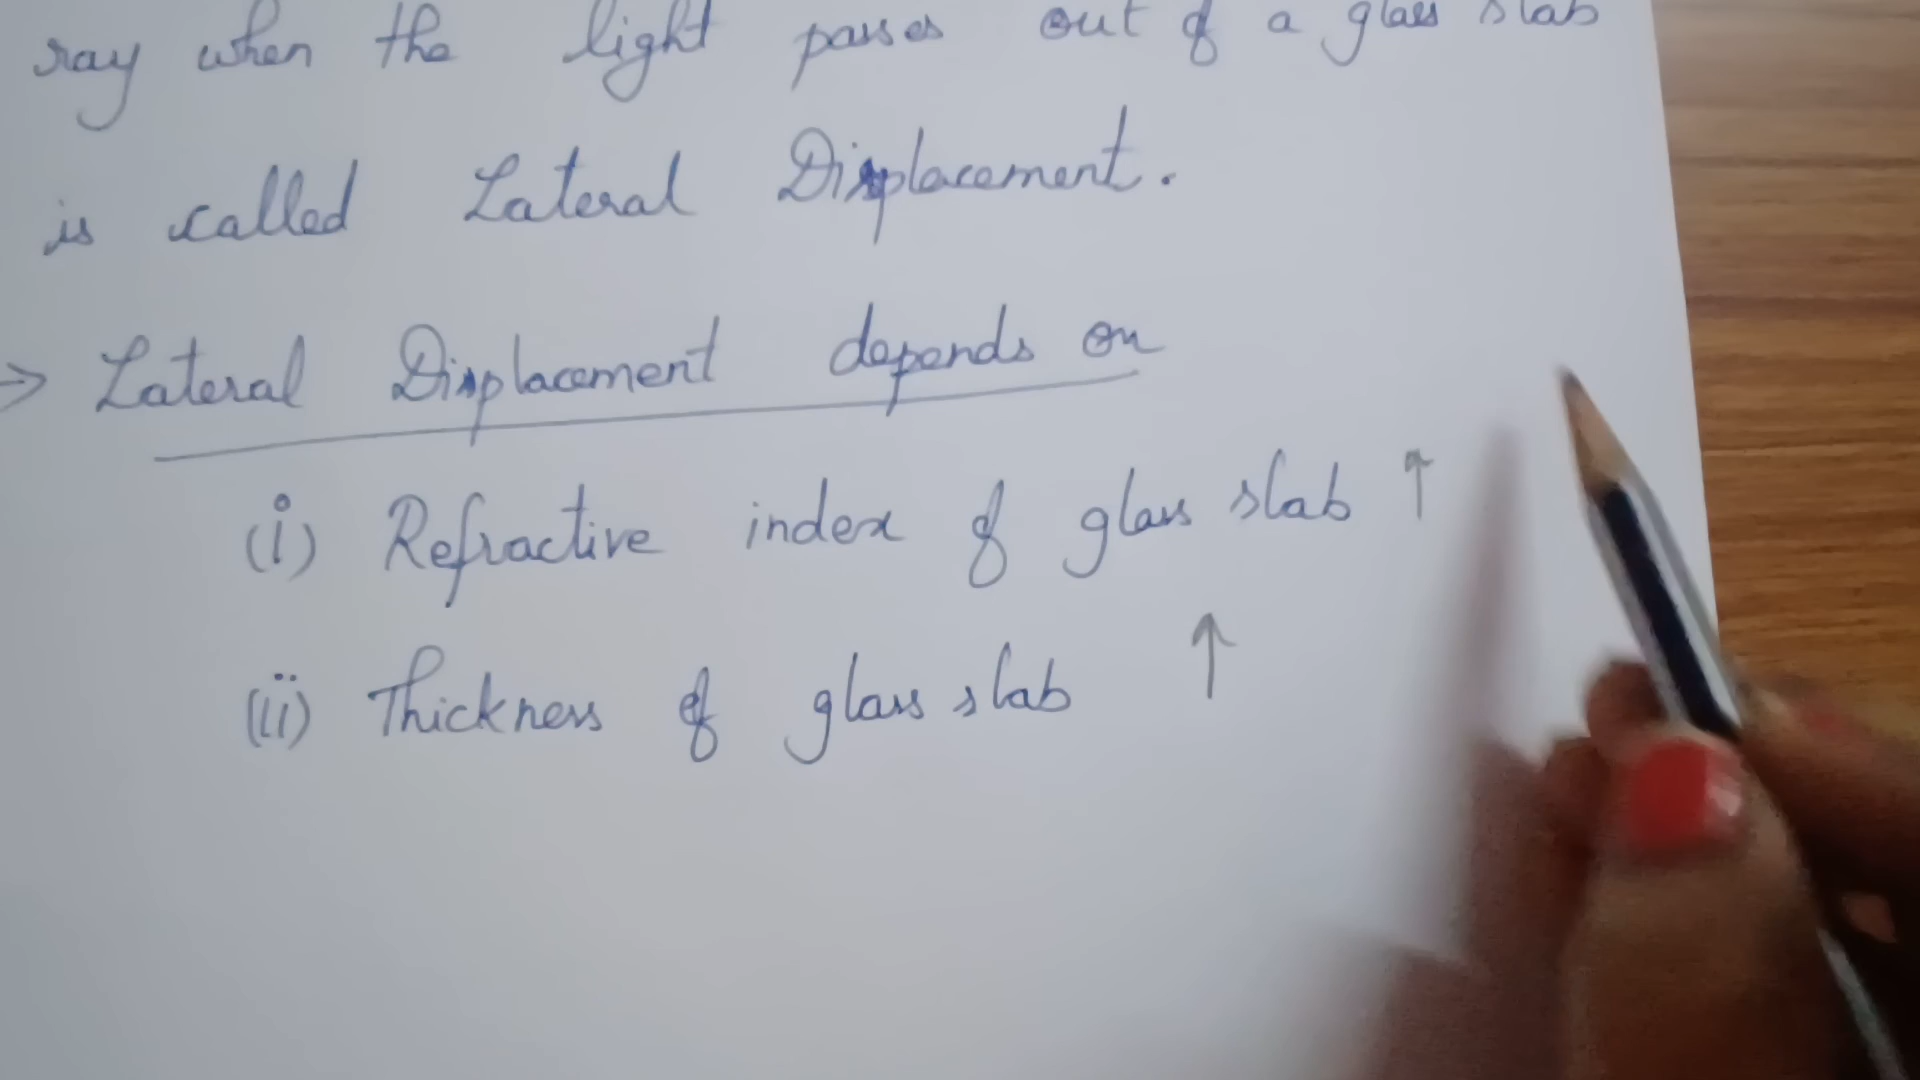 ray when the light passes out of a glass slab
is called Lateral Displacement.
→ Lateral Displacement depends on
(i) Refractive index of glass slab ↑
(ii) Thickness of glass slab ↑